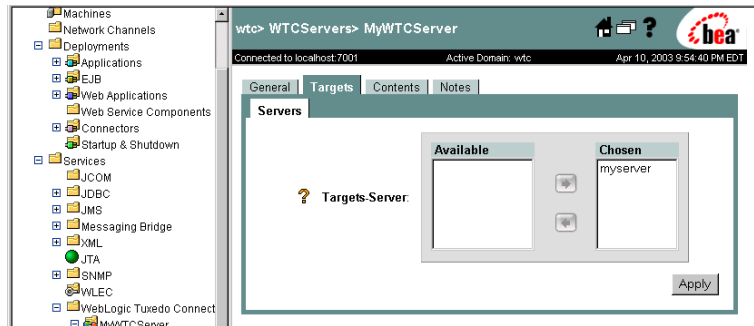 Machines
Network Channels
Deployments
Applications
EJB
Web Applications
Web Service Components
Connectors
Startup & Shutdown
Services
JCOM
JDBC
JMS
Messaging Bridge
XML
JTA
SNMP
WLEC
WebLogic Tuxedo Connect
MyWTCServer
wtc> WTCServers> MyWTCServer
? bea
Connected to localhost:7001 Active Domain: wtc Apr 10, 2003 9:54:40 PM EDT
General Targets Contents Notes
Servers
Available Chosen
myserver
? Targets-Server:
Apply